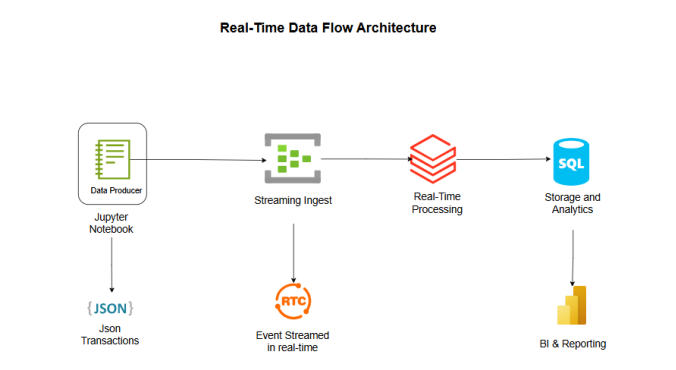 Real-Time Data Flow Architecture
Data Producer
Jupyter
Notebook
Streaming Ingest
Real-Time
Processing
SQL
Storage and
Analytics
{JSON}
Json
Transactions
RTC
Event Streamed
in real-time
BI & Reporting